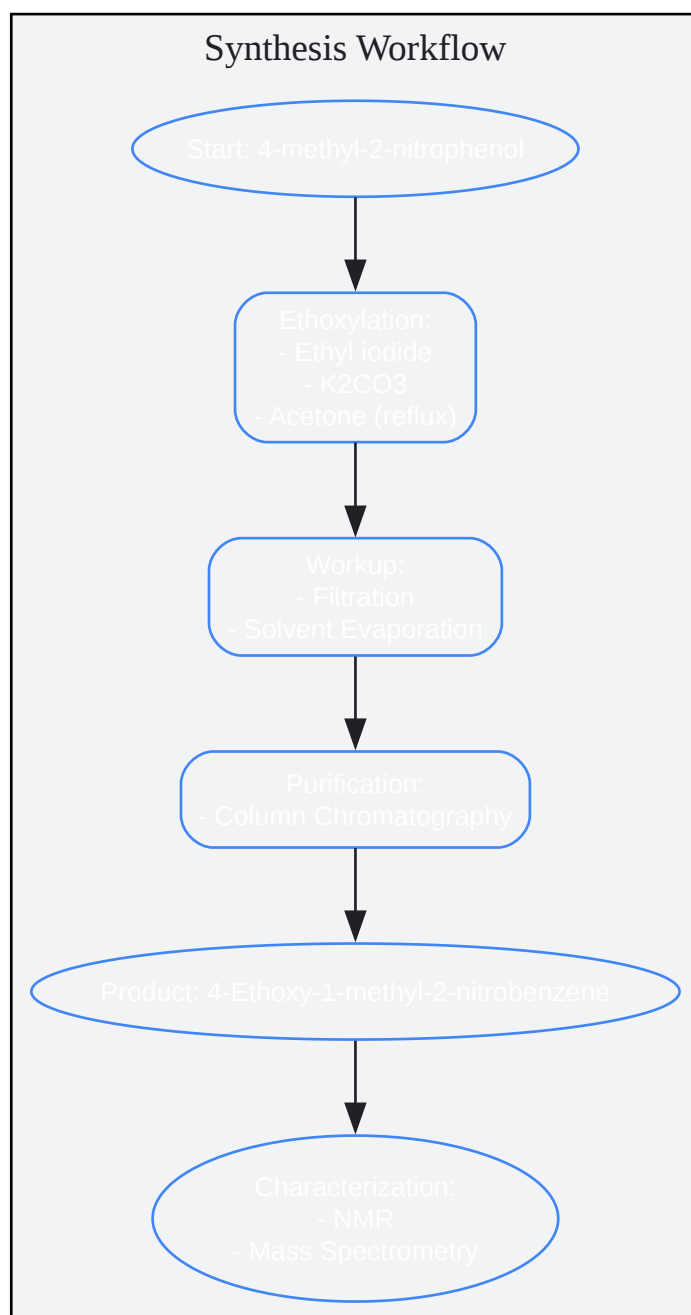 Synthesis Workflow
Start: 4-methyl-2-nitrophenol
Ethoxylation:
- Ethyl iodide
- K2CO3
- Acetone (reflux)
Workup:
- Filtration
- Solvent Evaporation
Purification:
- Column Chromatography
Product: 4-Ethoxy-1-methyl-2-nitrobenzene
Characterization:
- NMR
- Mass Spectrometry